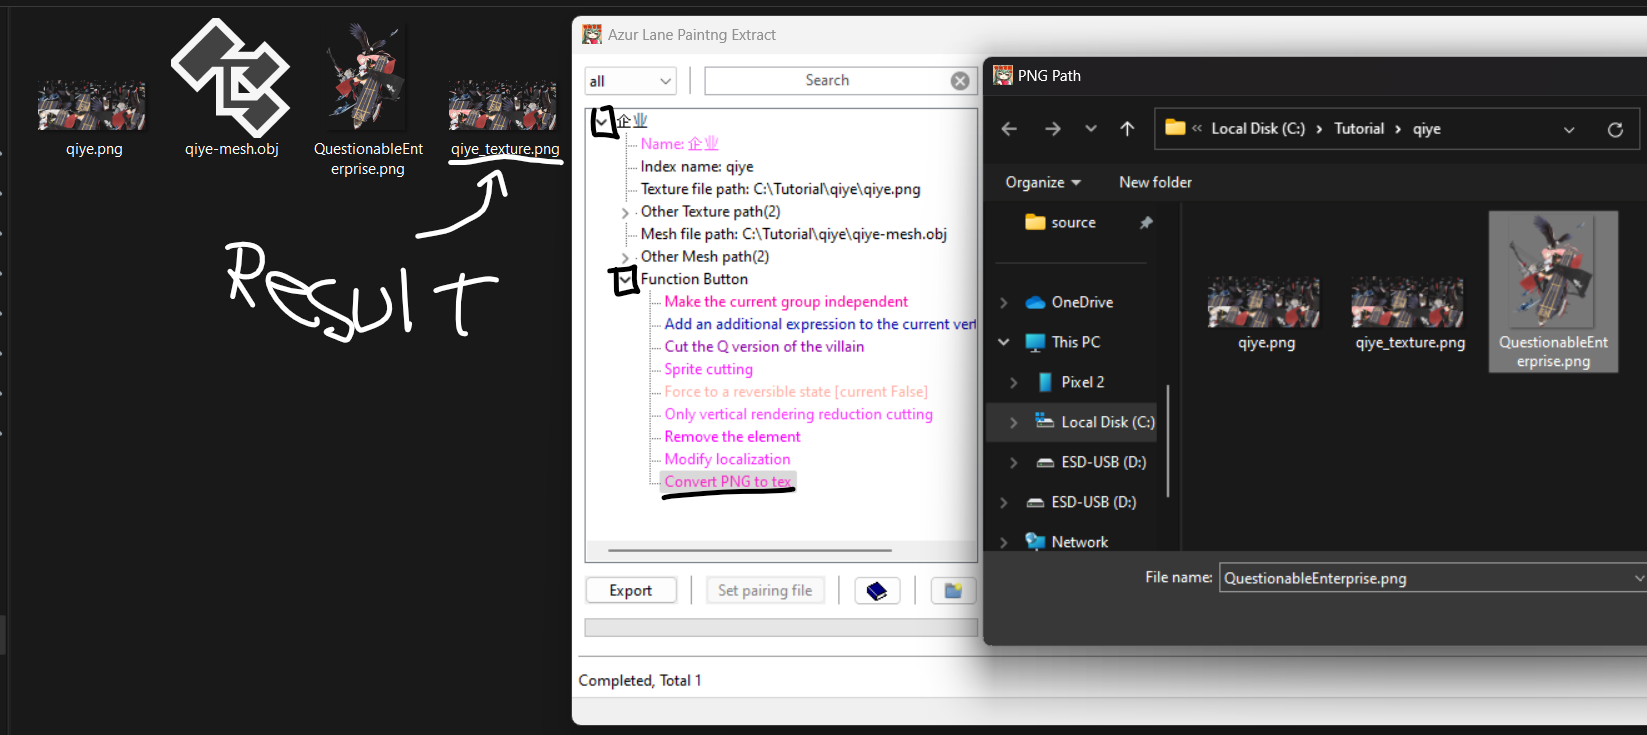 qiye.png
qiye-mesh.obj
QuestionableEnt
erprise.png
qiye_texture.png
RESULT
Azur Lane Paintng Extract
all
Search
企业
Name: 企业
Index name: qiye
Texture file path: C:\Tutorial\qiye\qiye.png
Other Texture path(2)
Mesh file path: C:\Tutorial\qiye\qiye-mesh.obj
Other Mesh path(2)
Function Button
Make the current group independent
Add an additional expression to the current vert
Cut the Q version of the villain
Sprite cutting
Force to a reversible state [current False]
Only vertical rendering reduction cutting
Remove the element
Modify localization
Convert PNG to tex
Export
Set pairing file
Completed, Total 1
PNG Path
« Local Disk (C:) › Tutorial › qiye
Organize
New folder
source
OneDrive
This PC
Pixel 2
Local Disk (C:)
ESD-USB (D:)
ESD-USB (D:)
Network
qiye.png
qiye_texture.png
QuestionableEnt
erprise.png
File name: QuestionableEnterprise.png